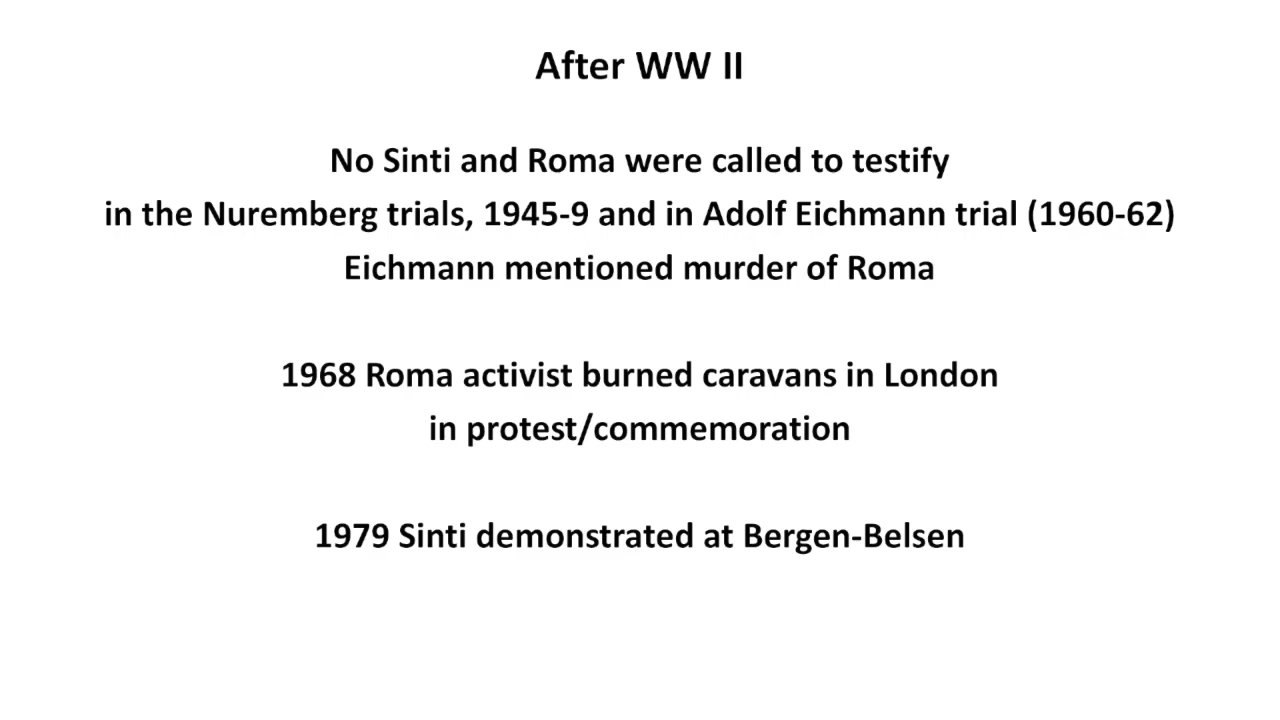 After WW II
No Sinti and Roma were called to testify
in the Nuremberg trials, 1945-9 and in Adolf Eichmann trial (1960-62)
Eichmann mentioned murder of Roma
1968 Roma activist burned caravans in London
in protest/commemoration
1979 Sinti demonstrated at Bergen-Belsen